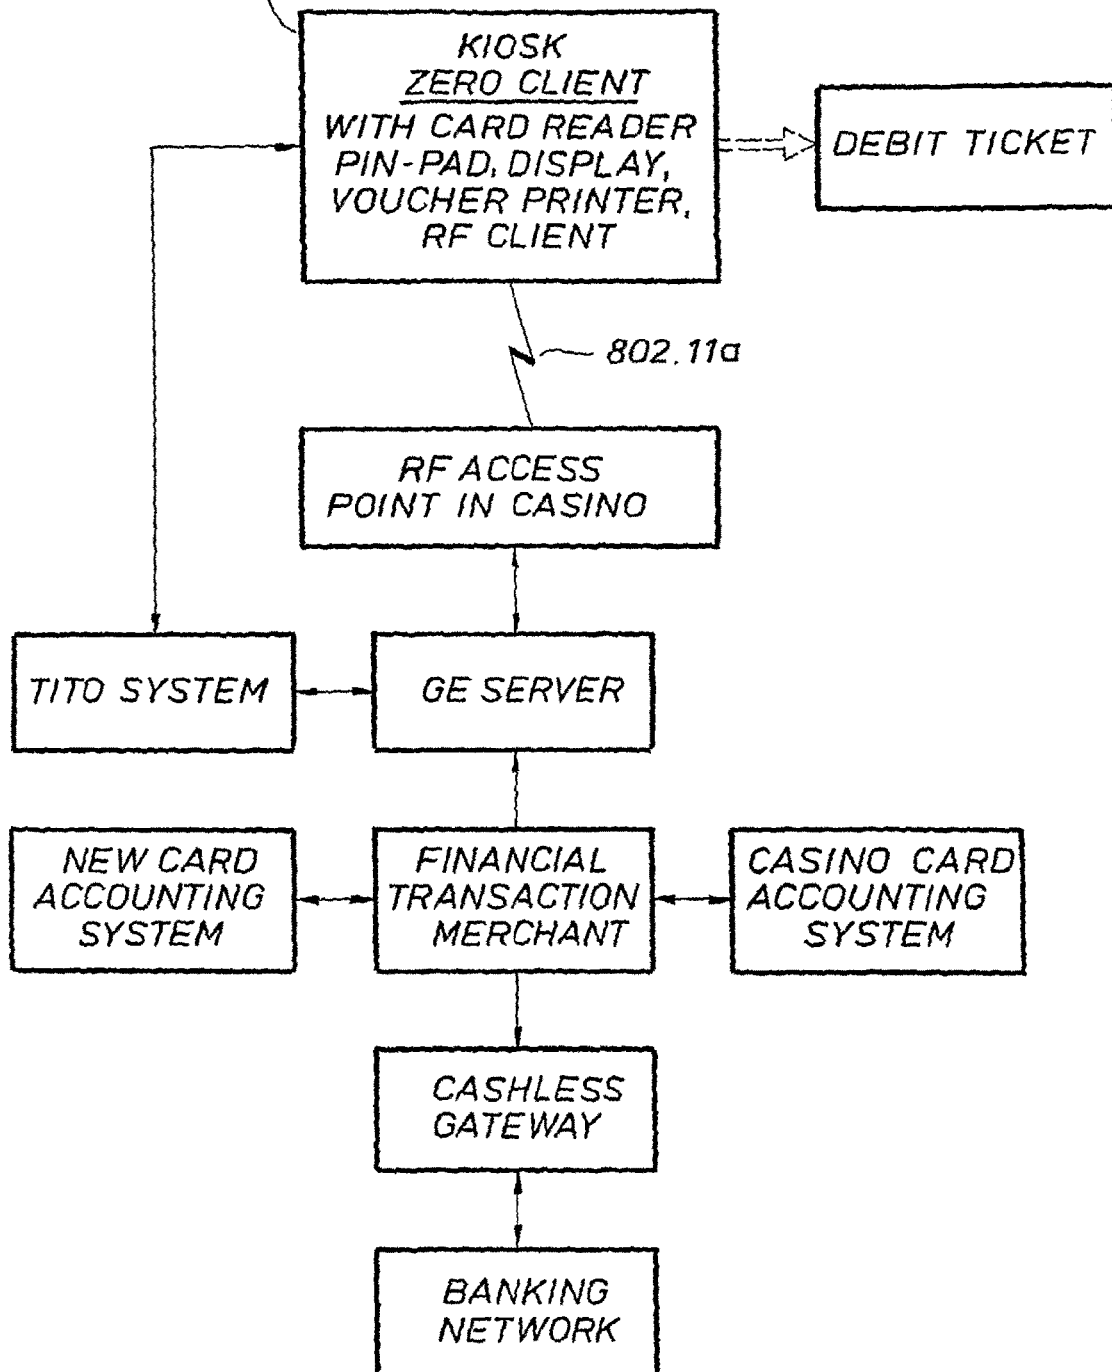 KIOSK
ZERO CLIENT
WITH CARD READER
PIN-PAD, DISPLAY,
VOUCHER PRINTER,
RF CLIENT
DEBIT TICKET
802.11a
RF ACCESS
POINT IN CASINO
TITO SYSTEM
GE SERVER
NEW CARD
ACCOUNTING
SYSTEM
FINANCIAL
TRANSACTION
MERCHANT
CASINO CARD
ACCOUNTING
SYSTEM
CASHLESS
GATEWAY
BANKING
NETWORK